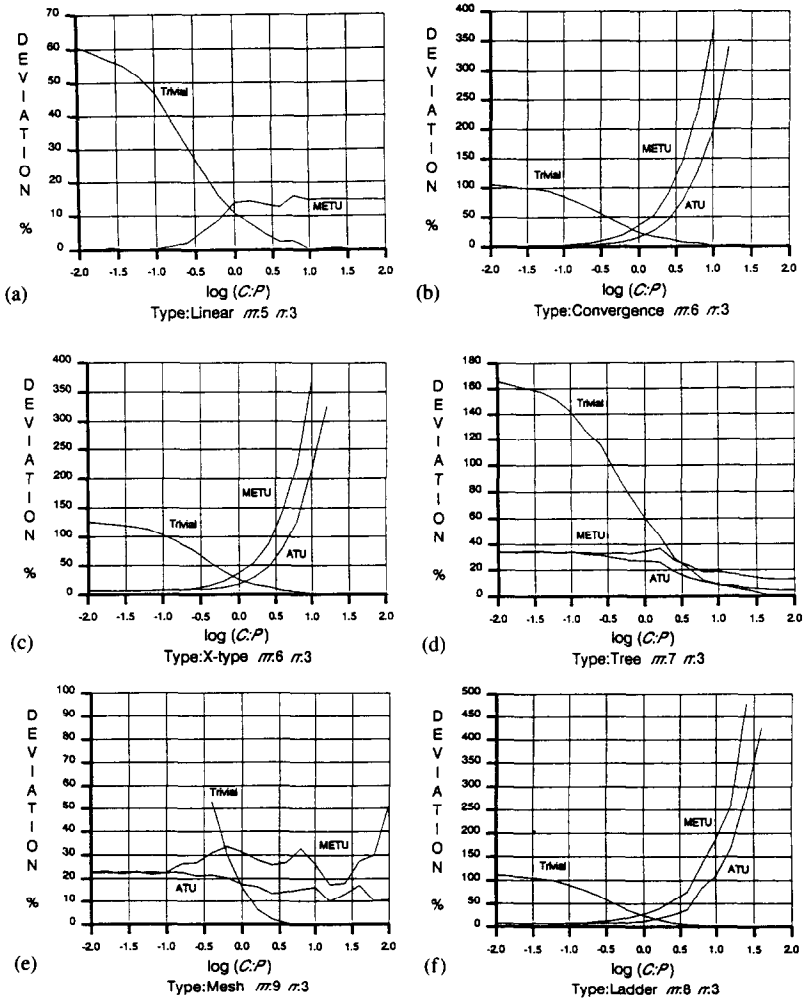 DEVIATION %
70
60
50
40
30
20
10
0
Trivial
METU
-2.0 -1.5 -1.0 -0.5 0.0 0.5 1.0 1.5 2.0
log (C:P)
(a)
Type:Linear m:5 n:3
DEVIATION %
400
350
300
250
200
150
100
50
0
METU
Trivial
ATU
-2.0 -1.5 -1.0 -0.5 0.0 0.5 1.0 1.5 2.0
log (C:P)
(b)
Type:Convergence m:6 n:3
DEVIATION %
400
350
300
250
200
150
100
50
0
METU
Trivial
ATU
-2.0 -1.5 -1.0 -0.5 0.0 0.5 1.0 1.5 2.0
log (C:P)
(c)
Type:X-type m:6 n:3
DEVIATION %
180
160
140
120
100
80
60
40
20
0
Trivial
METU
ATU
-2.0 -1.5 -1.0 -0.5 0.0 0.5 1.0 1.5 2.0
log (C:P)
(d)
Type:Tree m:7 n:3
DEVIATION %
100
90
80
70
60
50
40
30
20
10
0
Trivial
METU
ATU
-2.0 -1.5 -1.0 -0.5 0.0 0.5 1.0 1.5 2.0
log (C:P)
(e)
Type:Mesh m:9 n:3
DEVIATION %
500
450
400
350
300
250
200
150
100
50
0
METU
Trivial
ATU
-2.0 -1.5 -1.0 -0.5 0.0 0.5 1.0 1.5 2.0
log (C:P)
(f)
Type:Ladder m:8 n:3